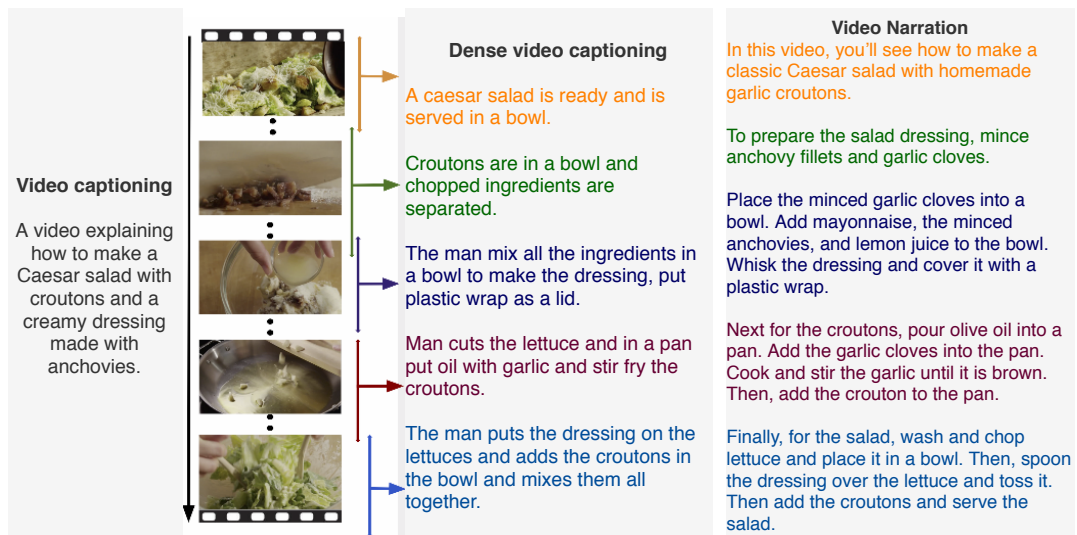 Video captioning
A video explaining
how to make a
Caesar salad with
croutons and a
creamy dressing
made with
anchovies.
Dense video captioning
A caesar salad is ready and is
served in a bowl.
Croutons are in a bowl and
chopped ingredients are
separated.
The man mix all the ingredients in
a bowl to make the dressing, put
plastic wrap as a lid.
Man cuts the lettuce and in a pan
put oil with garlic and stir fry the
croutons.
The man puts the dressing on the
lettuces and adds the croutons in
the bowl and mixes them all
together.
Video Narration
In this video, you'll see how to make a
classic Caesar salad with homemade
garlic croutons.
To prepare the salad dressing, mince
anchovy fillets and garlic cloves.
Place the minced garlic cloves into a
bowl. Add mayonnaise, the minced
anchovies, and lemon juice to the bowl.
Whisk the dressing and cover it with a
plastic wrap.
Next for the croutons, pour olive oil into a
pan. Add the garlic cloves into the pan.
Cook and stir the garlic until it is brown.
Then, add the crouton to the pan.
Finally, for the salad, wash and chop
lettuce and place it in a bowl. Then, spoon
the dressing over the lettuce and toss it.
Then add the croutons and serve the
salad.